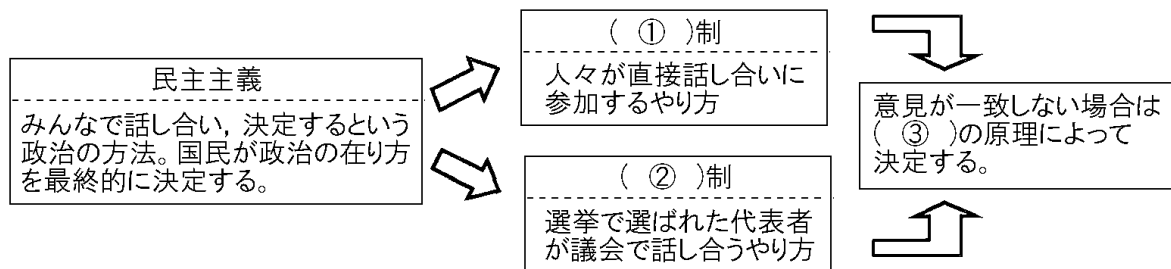 民主主義
みんなで話し合い，決定するという
政治の方法。国民が政治の在り方
を最終的に決定する。
( ① )制
人々が直接話し合いに
参加するやり方
( ② )制
選挙で選ばれた代表者
が議会で話し合うやり方
意見が一致しない場合は
( ③ )の原理によって
決定する。